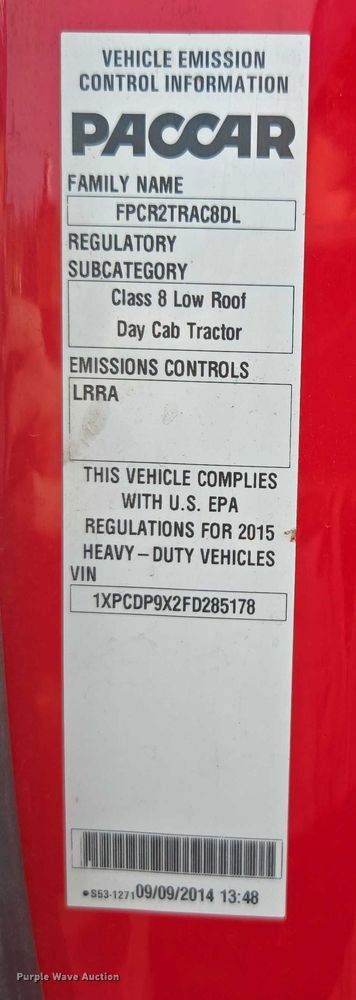 VEHICLE EMISSION
CONTROL INFORMATION
PACCAR
FAMILY NAME
FPCR2TRAC8DL
REGULATORY
SUBCATEGORY
Class 8 Low Roof
Day Cab Tractor
EMISSIONS CONTROLS
LRRA
THIS VEHICLE COMPLIES
WITH U.S. EPA
REGULATIONS FOR 2015
HEAVY-DUTY VEHICLES
VIN
1XPCDP9X2FD285178
S53-1271 09/09/2014 13:48
Purple Wave Auction